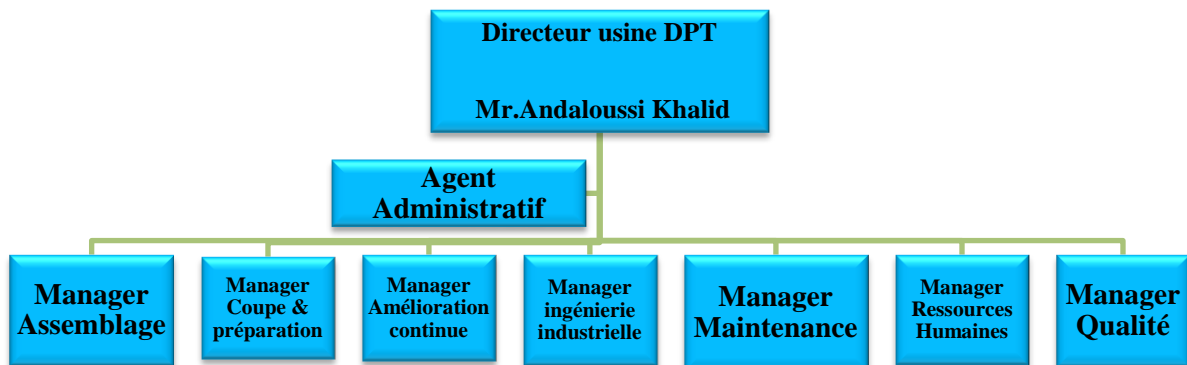 Directeur usine DPT
Mr.Andaloussi Khalid
Agent
Administratif
Manager
Assemblage
Manager
Coupe &
préparation
Manager
Amélioration
continue
Manager
ingénierie
industrielle
Manager
Maintenance
Manager
Ressources
Humaines
Manager
Qualité